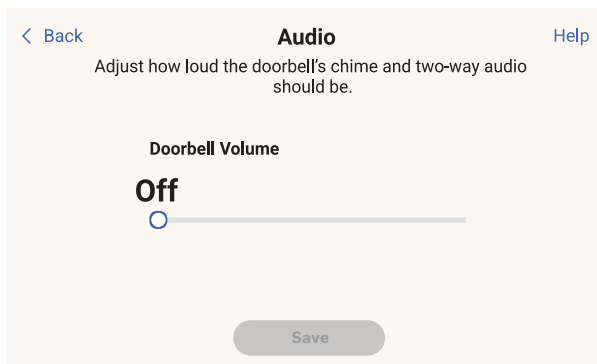 Back
Audio
Help
Adjust how loud the doorbell's chime and two-way audio
should be.
Doorbell Volume
Off
Save